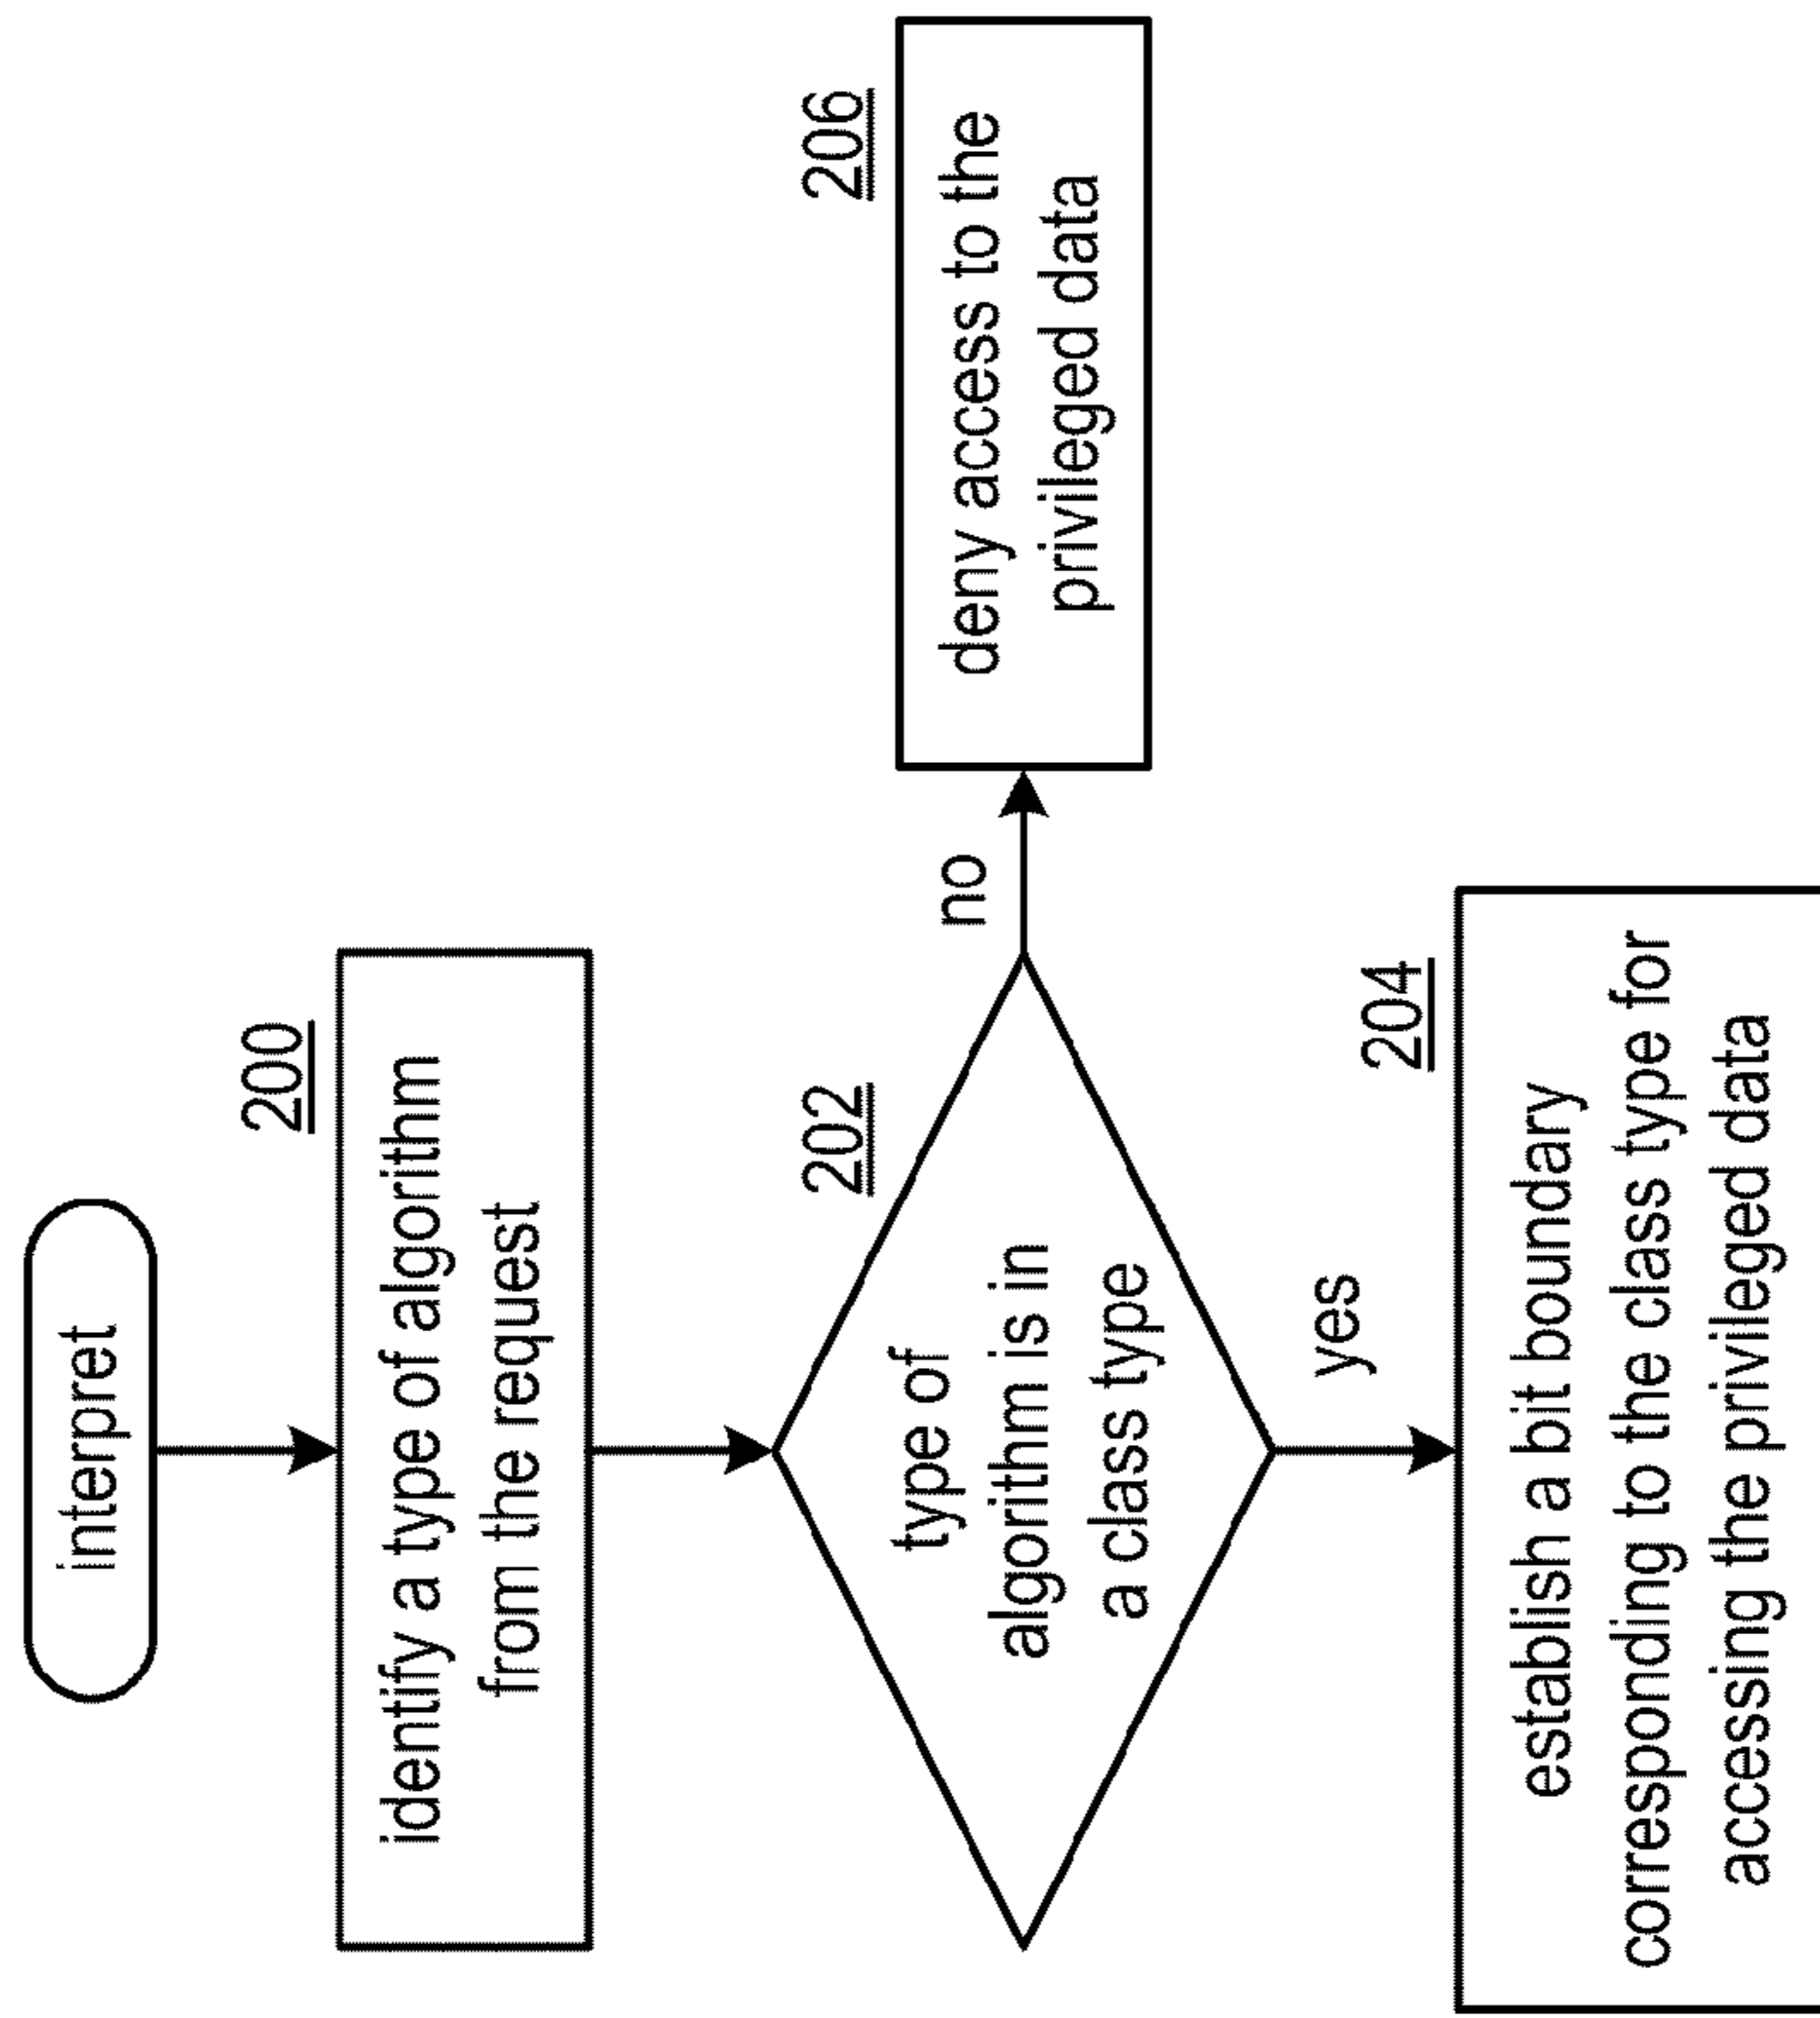 interpret
200
identify a type of algorithm
from the request
202
type of
algorithm is in
a class type
no
206
deny access to the
privileged data
yes
204
establish a bit boundary
corresponding to the class type for
accessing the privileged data